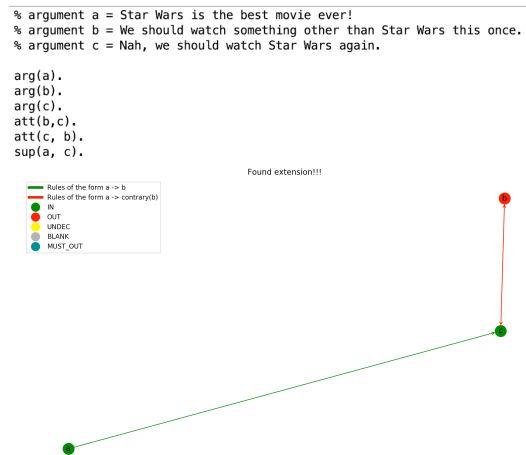 % argument a = Star Wars is the best movie ever!
% argument b = We should watch something other than Star Wars this once.
% argument c = Nah, we should watch Star Wars again.
arg(a).
arg(b).
arg(c).
att(b,c).
att(c, b).
sup(a, c).
Found extension!!!
Rules of the form a -> b
Rules of the form a -> contrary(b)
IN
OUT
UNDEC
BLANK
MUST_OUT
b
c
a